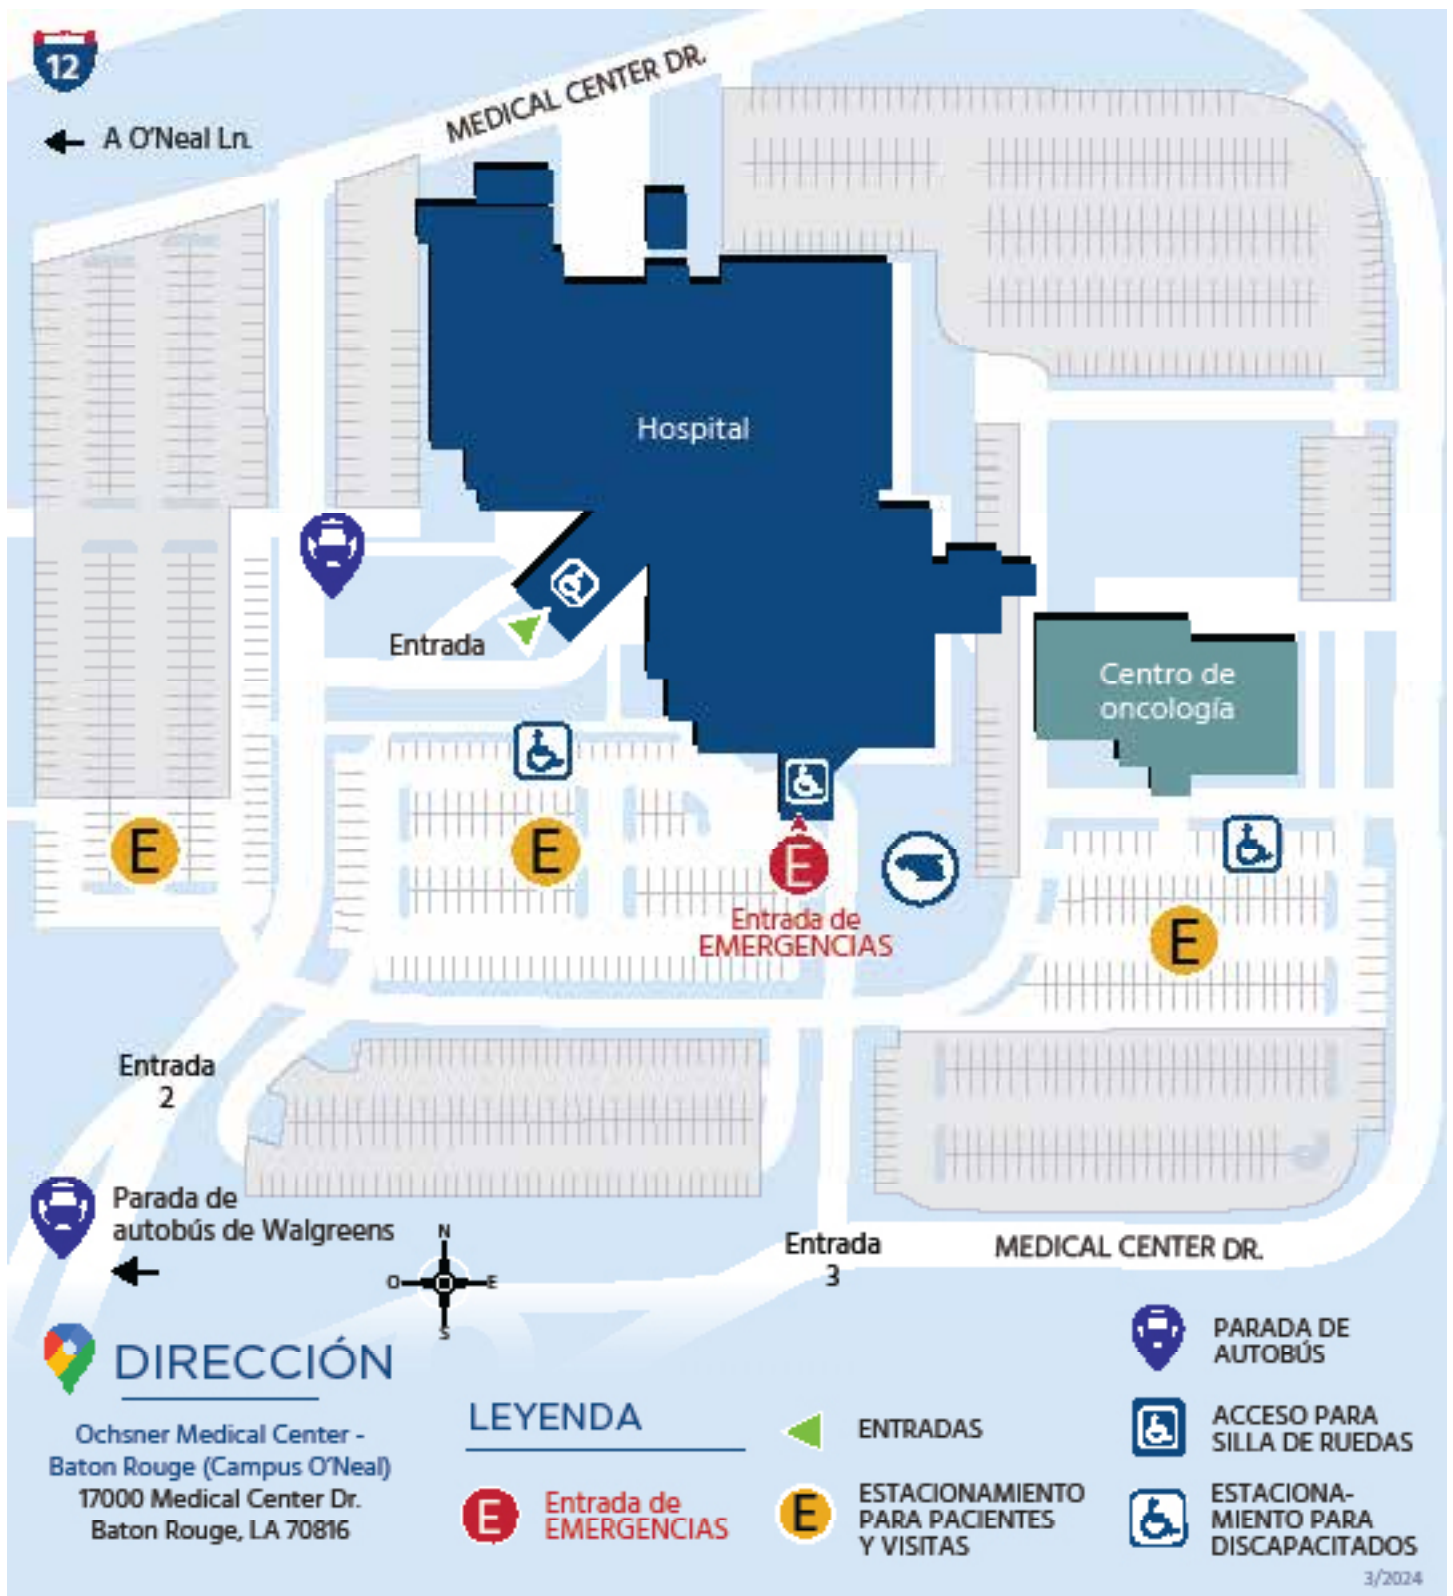 12
A O'Neal Ln.
MEDICAL CENTER DR.
Hospital
Entrada
Centro de
oncología
E
E
E
E
Entrada de
EMERGENCIAS
Entrada
2
Parada de
autobús de Walgreens
N
O
E
S
Entrada
3
MEDICAL CENTER DR.
DIRECCIÓN
Ochsner Medical Center -
Baton Rouge (Campus O'Neal)
17000 Medical Center Dr.
Baton Rouge, LA 70816
LEYENDA
E
Entrada de
EMERGENCIAS
ENTRADAS
E
ESTACIONAMIENTO
PARA PACIENTES
Y VISITAS
PARADA DE
AUTOBÚS
ACCESO PARA
SILLA DE RUEDAS
ESTACIONA-
MIENTO PARA
DISCAPACITADOS
3/2024